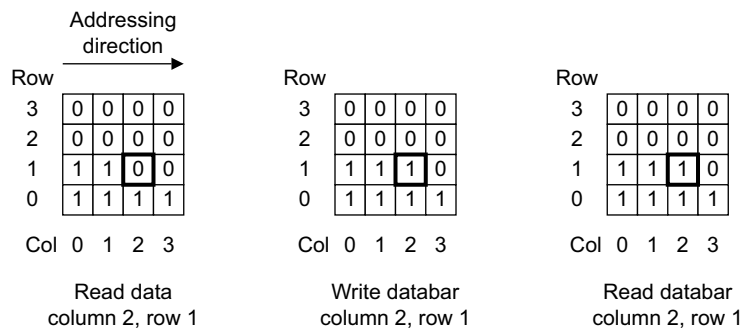 Addressing
direction
Row
3 0 0 0 0
2 0 0 0 0
1 1 1 0 0
0 1 1 1 1
Col 0 1 2 3
Read data
column 2, row 1
Row
3 0 0 0 0
2 0 0 0 0
1 1 1 1 0
0 1 1 1 1
Col 0 1 2 3
Write databar
column 2, row 1
Row
3 0 0 0 0
2 0 0 0 0
1 1 1 1 0
0 1 1 1 1
Col 0 1 2 3
Read databar
column 2, row 1